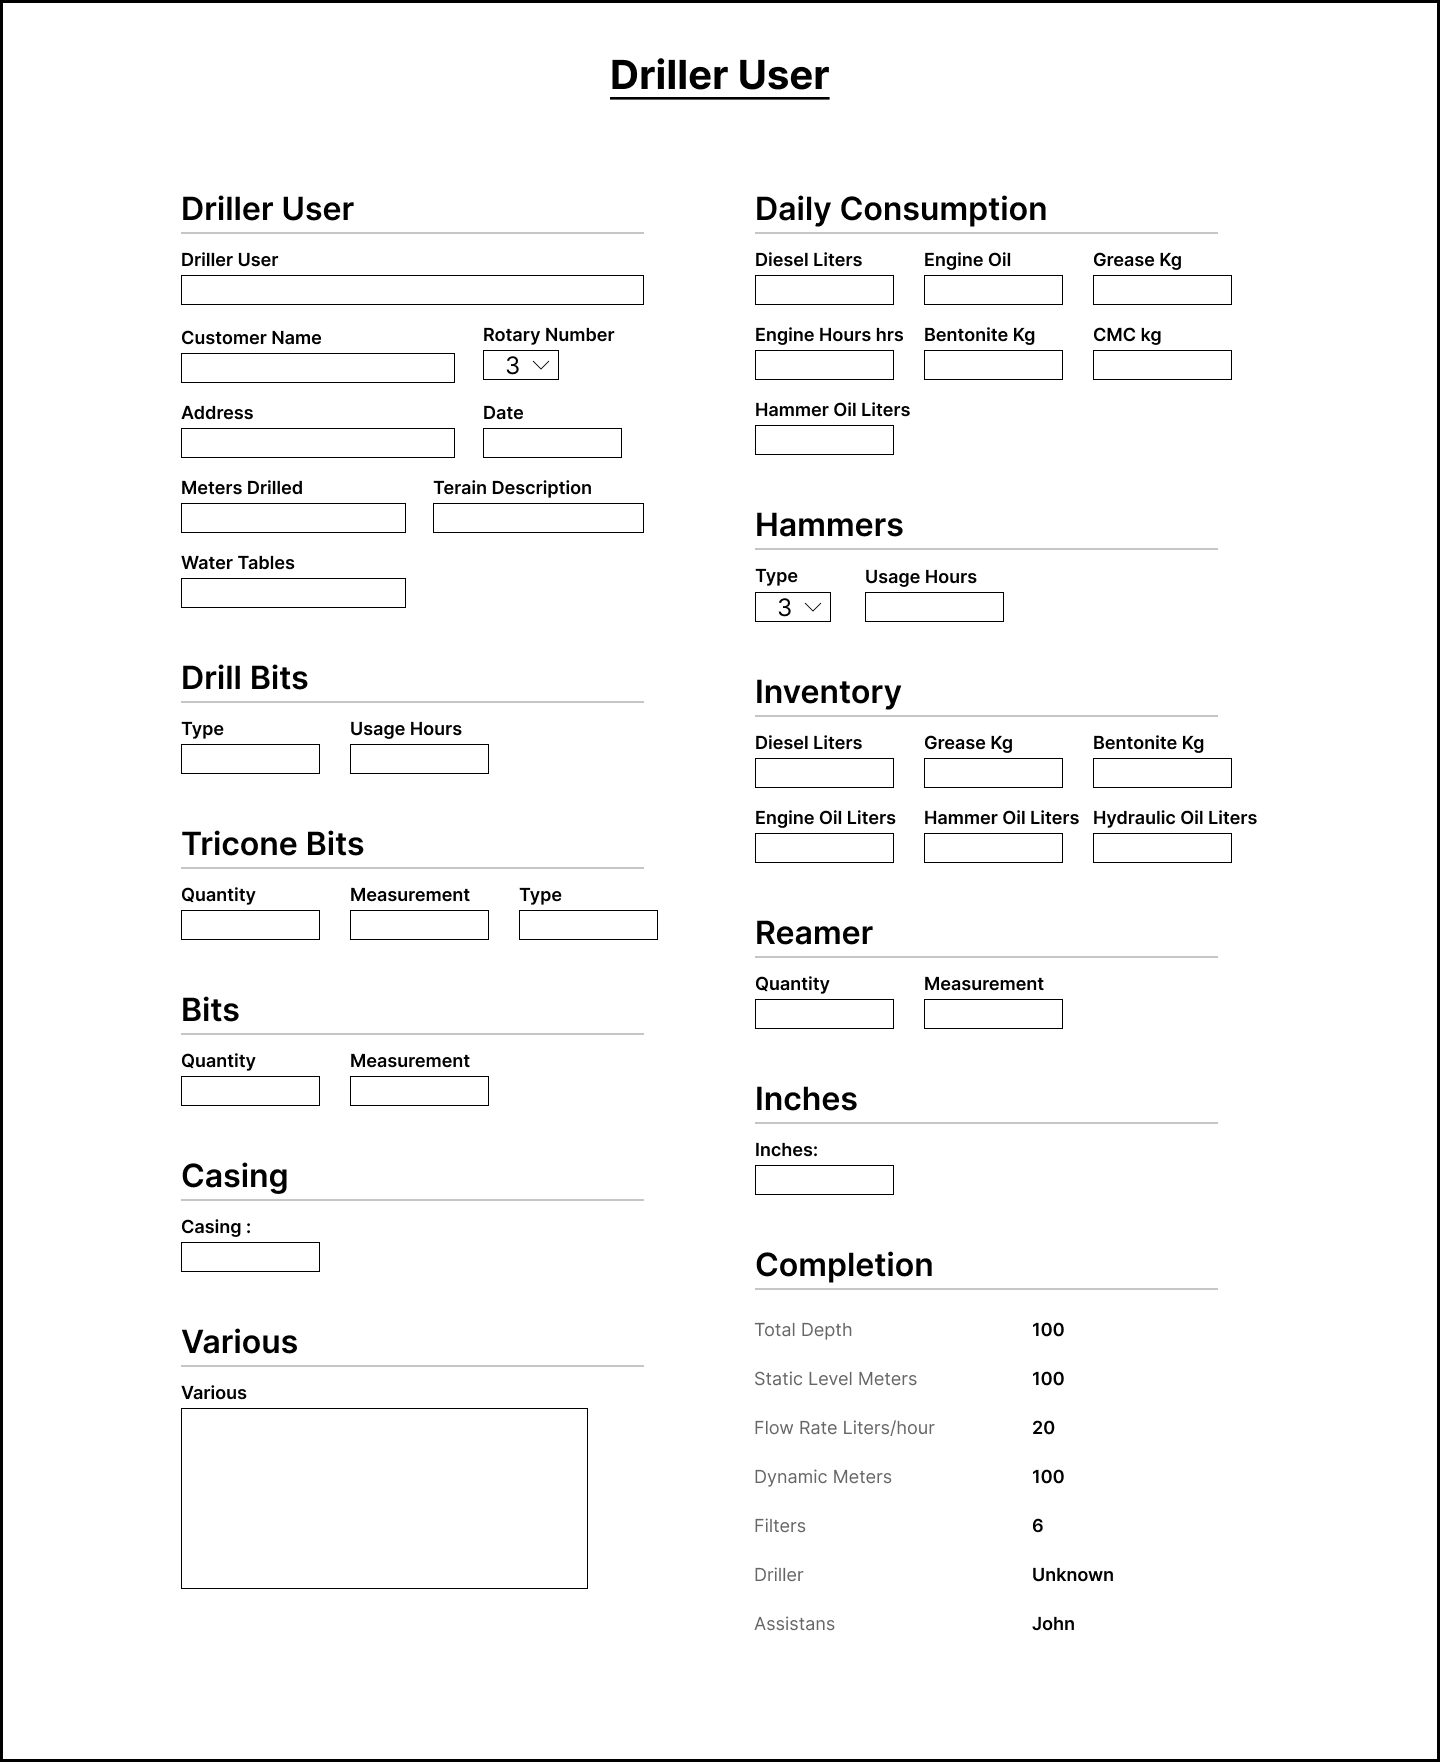 Driller User
Driller User
Driller User
Customer Name
Rotary Number
3
Address
Date
Meters Drilled
Terain Description
Water Tables
Drill Bits
Type
Usage Hours
Tricone Bits
Quantity
Measurement
Type
Bits
Quantity
Measurement
Casing
Casing :
Various
Various
Daily Consumption
Diesel Liters
Engine Oil
Grease Kg
Engine Hours hrs
Bentonite Kg
CMC kg
Hammer Oil Liters
Hammers
Type
Usage Hours
3
Inventory
Diesel Liters
Grease Kg
Bentonite Kg
Engine Oil Liters
Hammer Oil Liters
Hydraulic Oil Liters
Reamer
Quantity
Measurement
Inches
Inches:
Completion
Total Depth 100
Static Level Meters 100
Flow Rate Liters/hour 20
Dynamic Meters 100
Filters 6
Driller Unknown
Assistans John